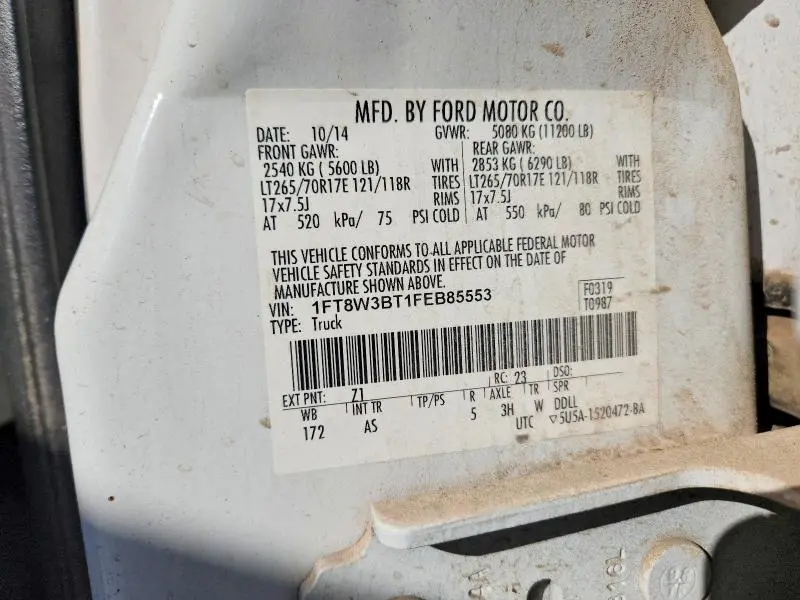 MFD. BY FORD MOTOR CO.
DATE: 10/14 GVWR: 5080 KG (11200 LB)
FRONT GAWR: REAR GAWR:
2540 KG ( 5600 LB) WITH 2853 KG ( 6290 LB) WITH
LT265/70R17E 121/118R TIRES LT265/70R17E 121/118R TIRES
17x7.5J RIMS 17x7.5J RIMS
AT 520 kPa/ 75 PSI COLD AT 550 kPa/ 80 PSI COLD
THIS VEHICLE CONFORMS TO ALL APPLICABLE FEDERAL MOTOR
VEHICLE SAFETY STANDARDS IN EFFECT ON THE DATE OF
MANUFACTURE SHOWN ABOVE.
VIN: 1FT8W3BT1FEB85553 F0319
TYPE: Truck T0987
EXT PNT: Z1 RC: 23 DSO:
WB INT TR TP/PS R AXLE TR SPR
172 AS 5 3H W DDLL
UTC ▽5U5A-1520472-BA